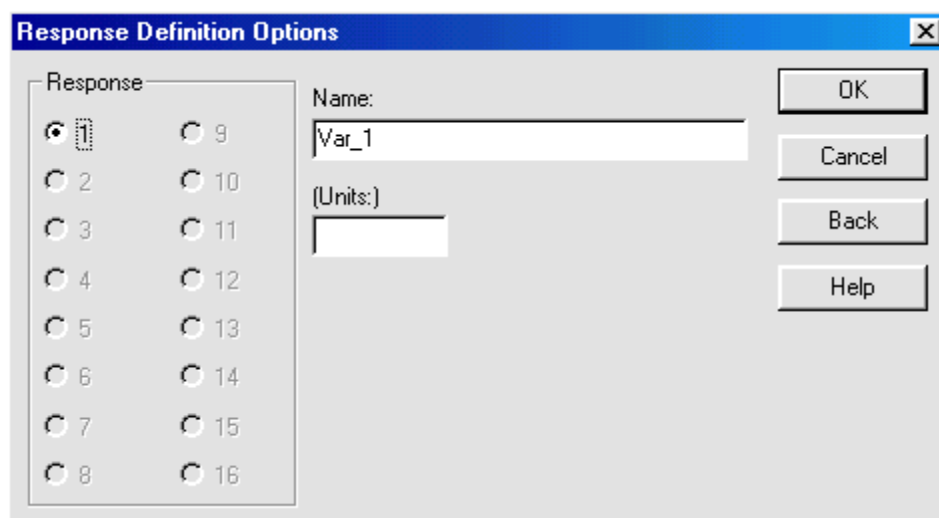 Response Definition Options
Response
1
2
3
4
5
6
7
8
9
10
11
12
13
14
15
16
Name:
Var_1
(Units:)
OK
Cancel
Back
Help